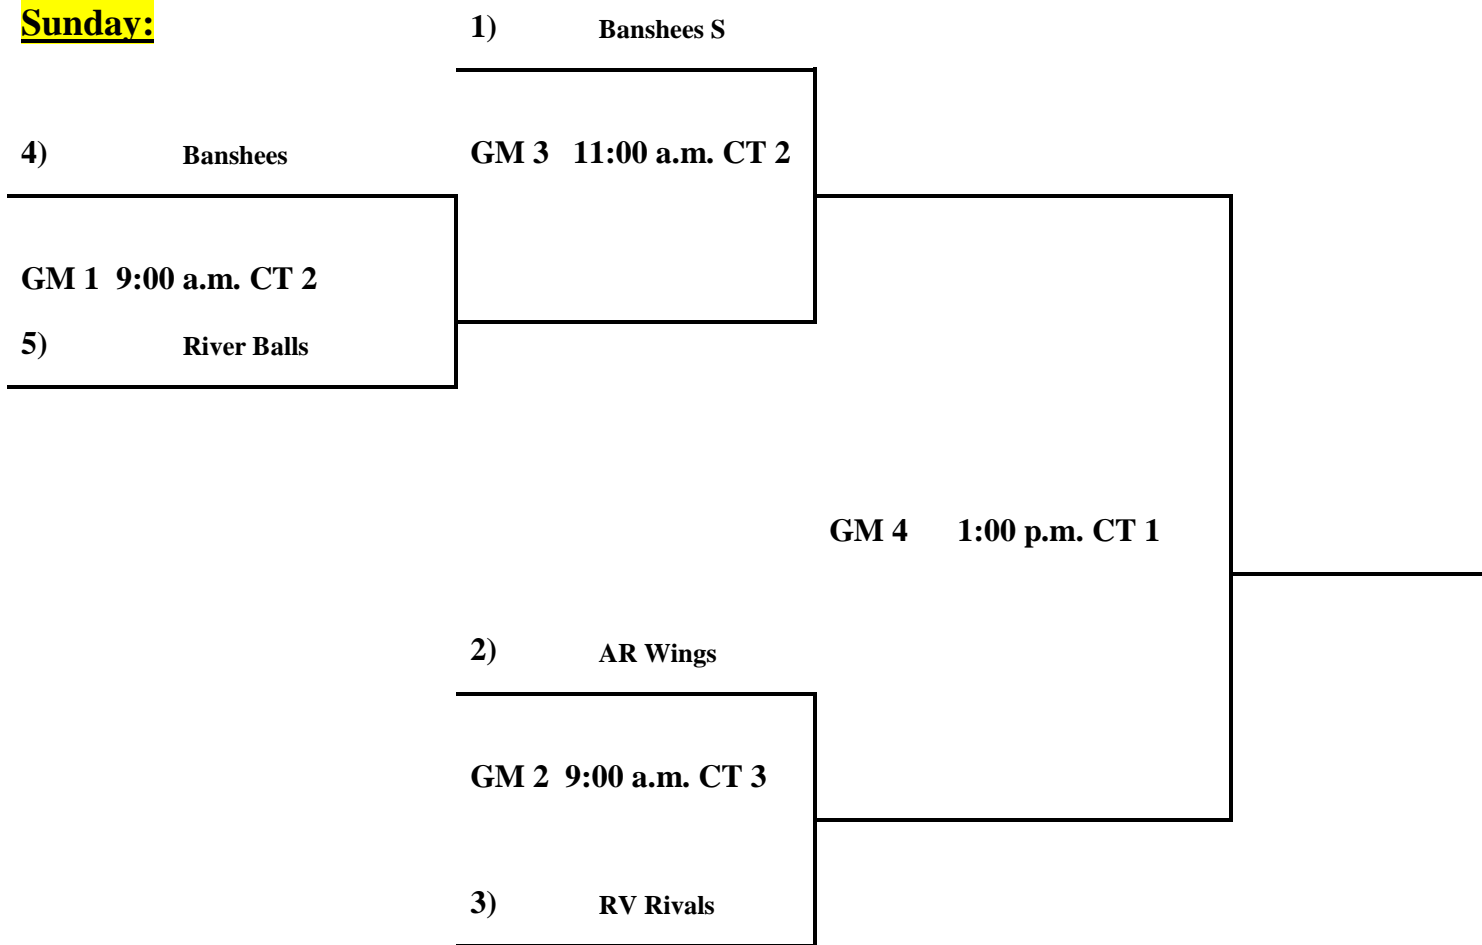 Sunday:
1) Banshees S
4) Banshees
GM 3 11:00 a.m. CT 2
GM 1 9:00 a.m. CT 2
5) River Balls
GM 4 1:00 p.m. CT 1
2) AR Wings
GM 2 9:00 a.m. CT 3
3) RV Rivals